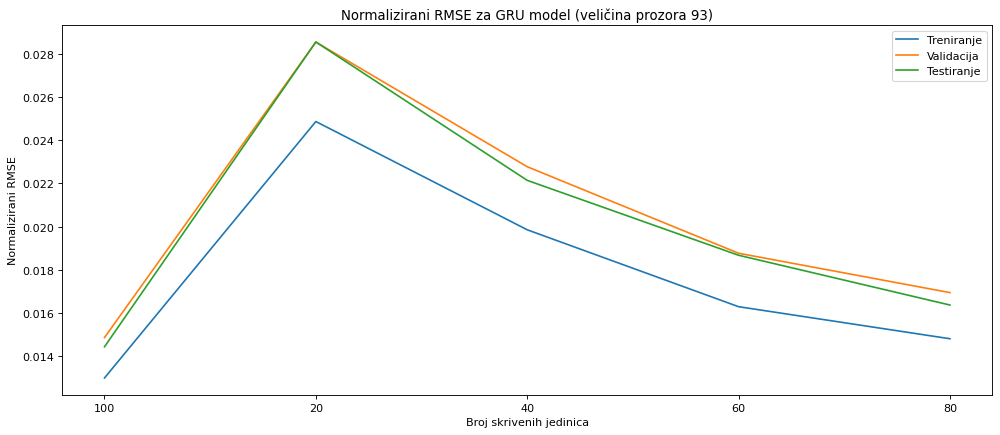 Normalizirani RMSE za GRU model (veličina prozora 93)
Treniranje
Validacija
Testiranje
Normalizirani RMSE
0.028
0.026
0.024
0.022
0.020
0.018
0.016
0.014
100
20
40
60
80
Broj skrivenih jedinica